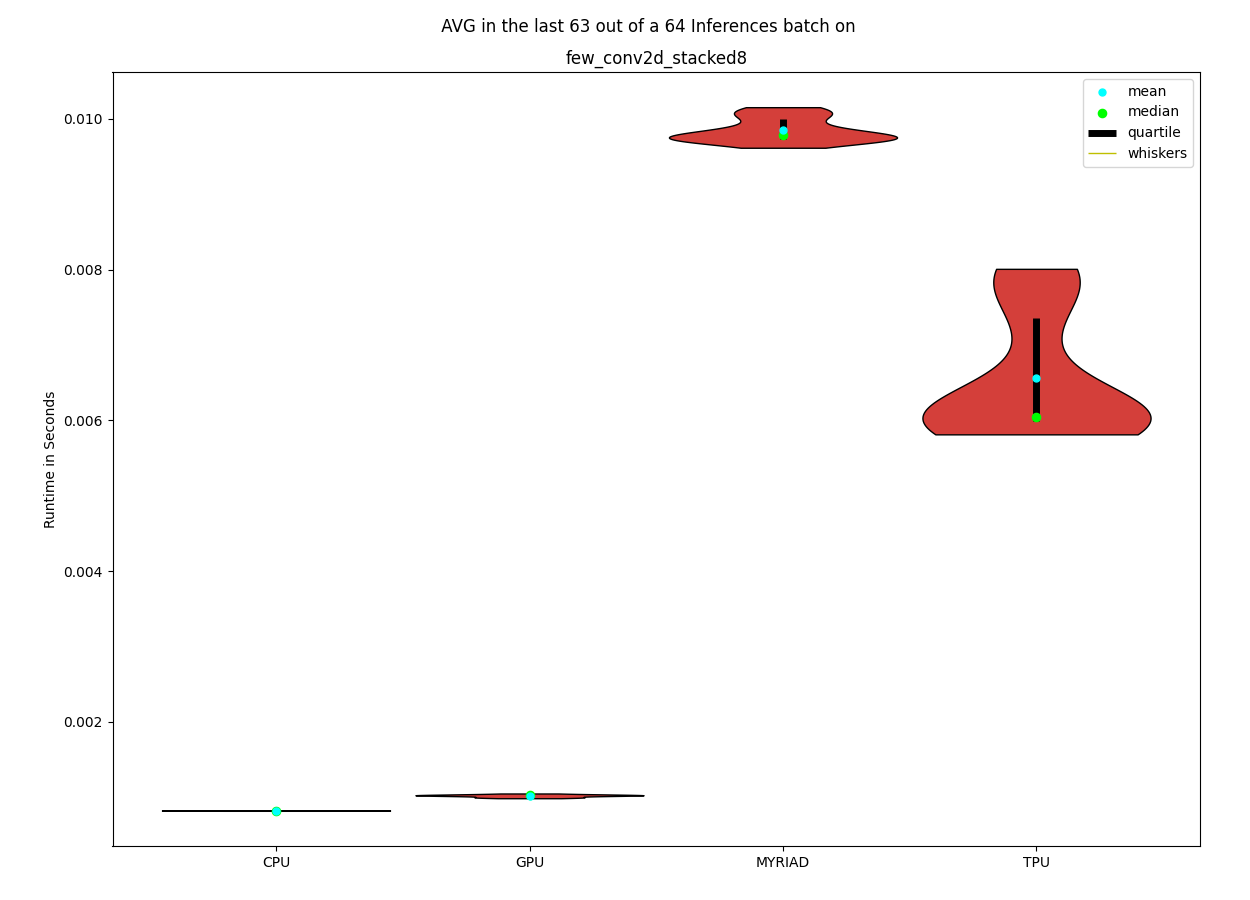 AVG in the last 63 out of a 64 Inferences batch on
few_conv2d_stacked8
mean
median
quartile
whiskers
0.010
0.008
0.006
0.004
0.002
Runtime in Seconds
CPU
GPU
MYRIAD
TPU